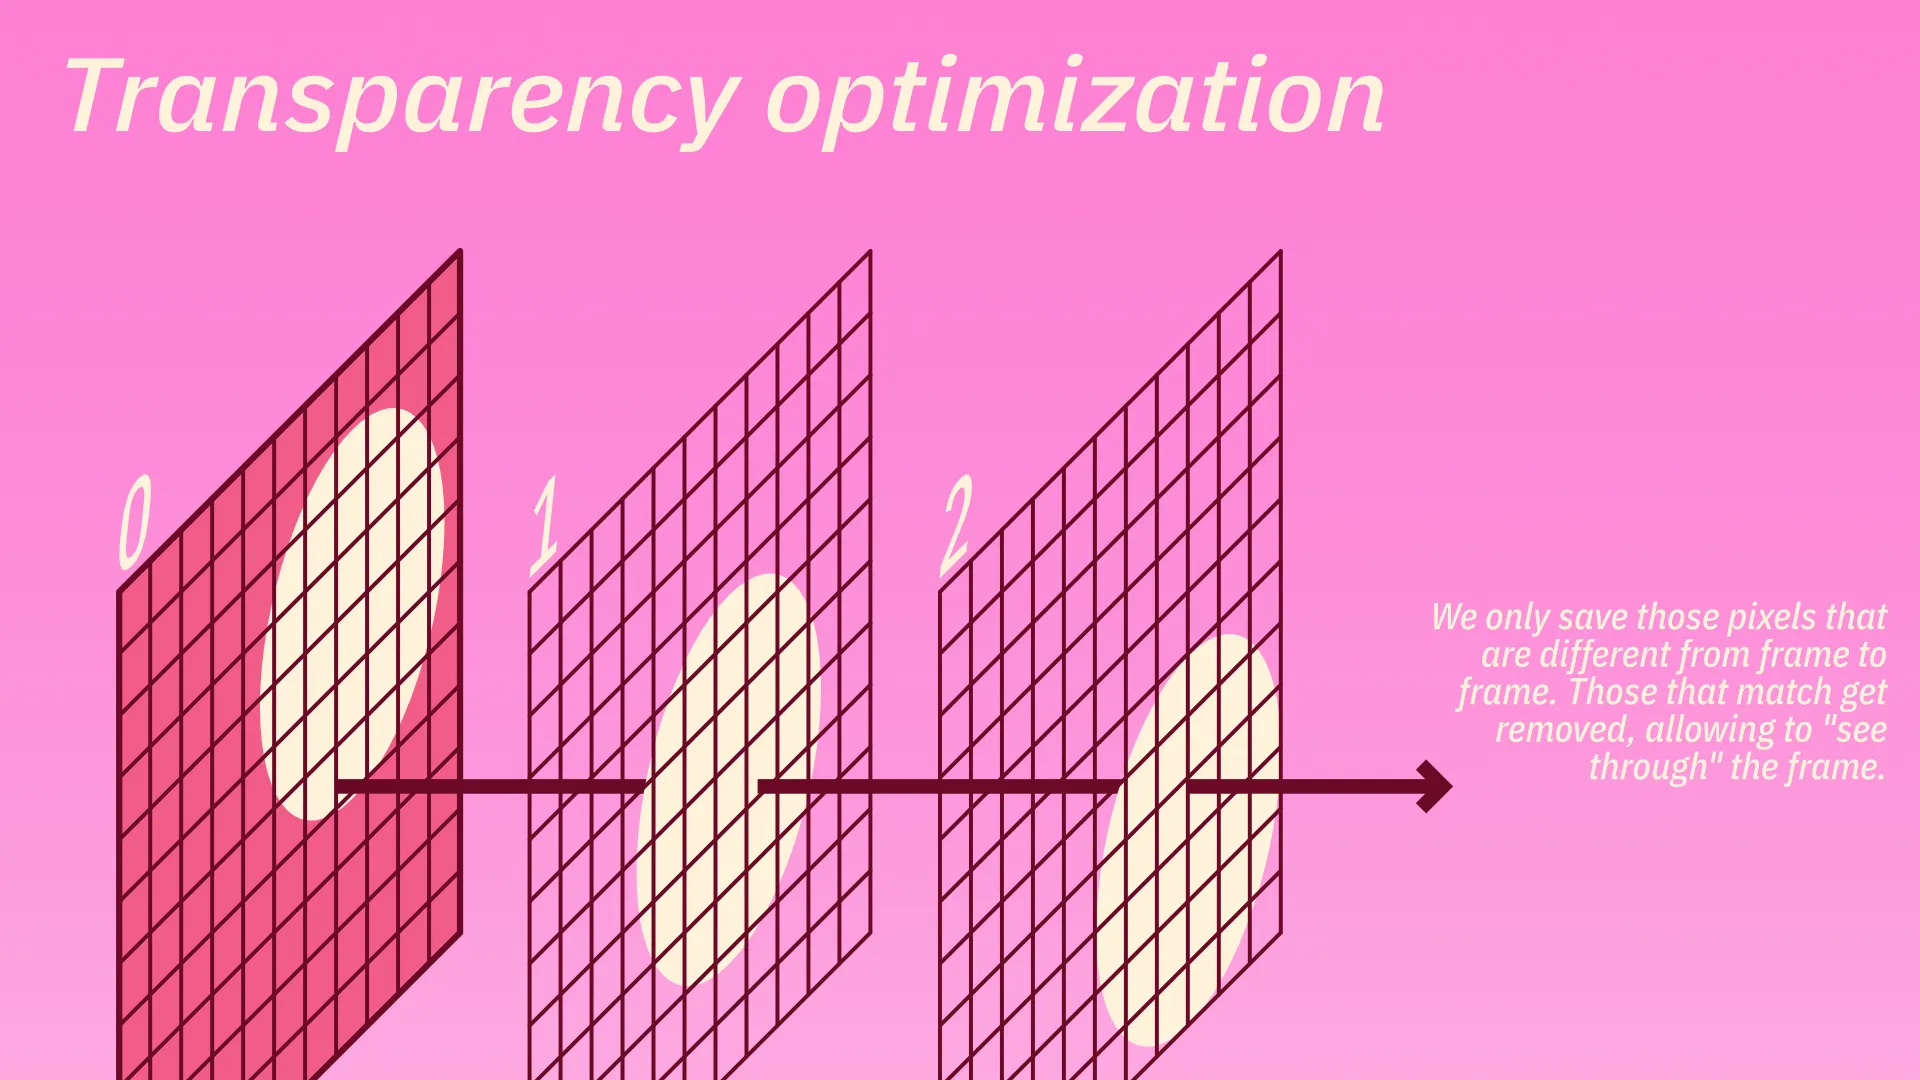 Transparency optimization
0
1
2
We only save those pixels that
are different from frame to
frame. Those that match get
removed, allowing to "see
through" the frame.